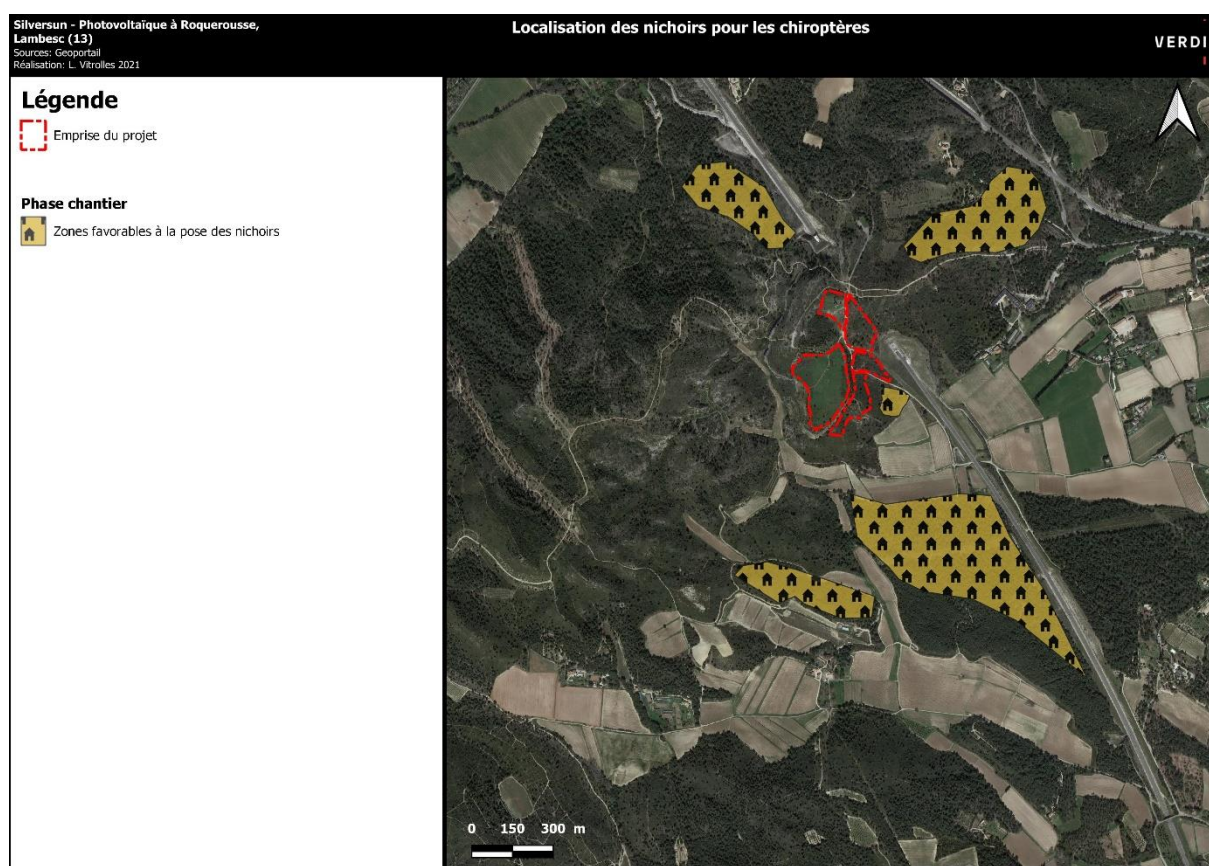 Silversun - Photovoltaïque à Roquerousse,
Lambesc (13)
Sources: Geoportail
Réalisation: L. Vitrolles 2021
Localisation des nichoirs pour les chiroptères
VERDI
Légende
Emprise du projet
Phase chantier
Zones favorables à la pose des nichoirs
0 150 300 m